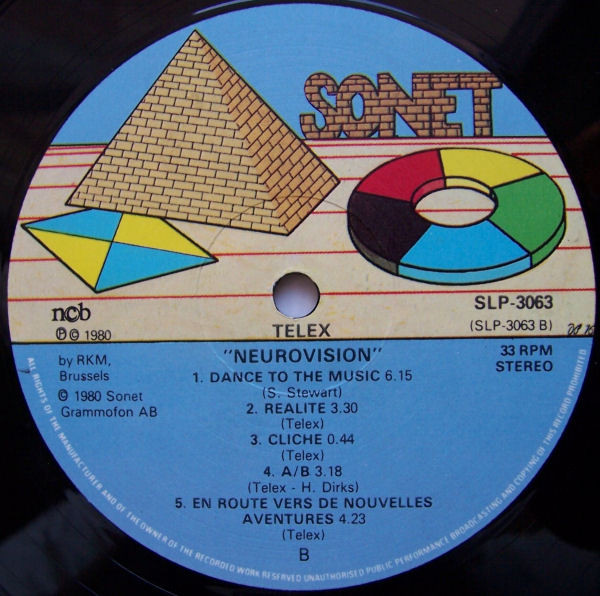 SONET
ncb
Ⓟ © 1980
SLP-3063
(SLP-3063 B)
TELEX
"NEUROVISION"
33 RPM
STEREO
by RKM,
Brussels
© 1980 Sonet
Grammofon AB
1. DANCE TO THE MUSIC 6.15
(S. Stewart)
2. REALITE 3.30
(Telex)
3. CLICHE 0.44
(Telex)
4. A/B 3.18
(Telex - H. Dirks)
5. EN ROUTE VERS DE NOUVELLES
AVENTURES 4.23
(Telex)
B
ALL RIGHTS OF THE MANUFACTURER AND OF THE OWNER OF THE RECORDED WORK RESERVED UNAUTHORISED PUBLIC PERFORMANCE BROADCASTING AND COPYING OF THIS RECORD PROHIBITED